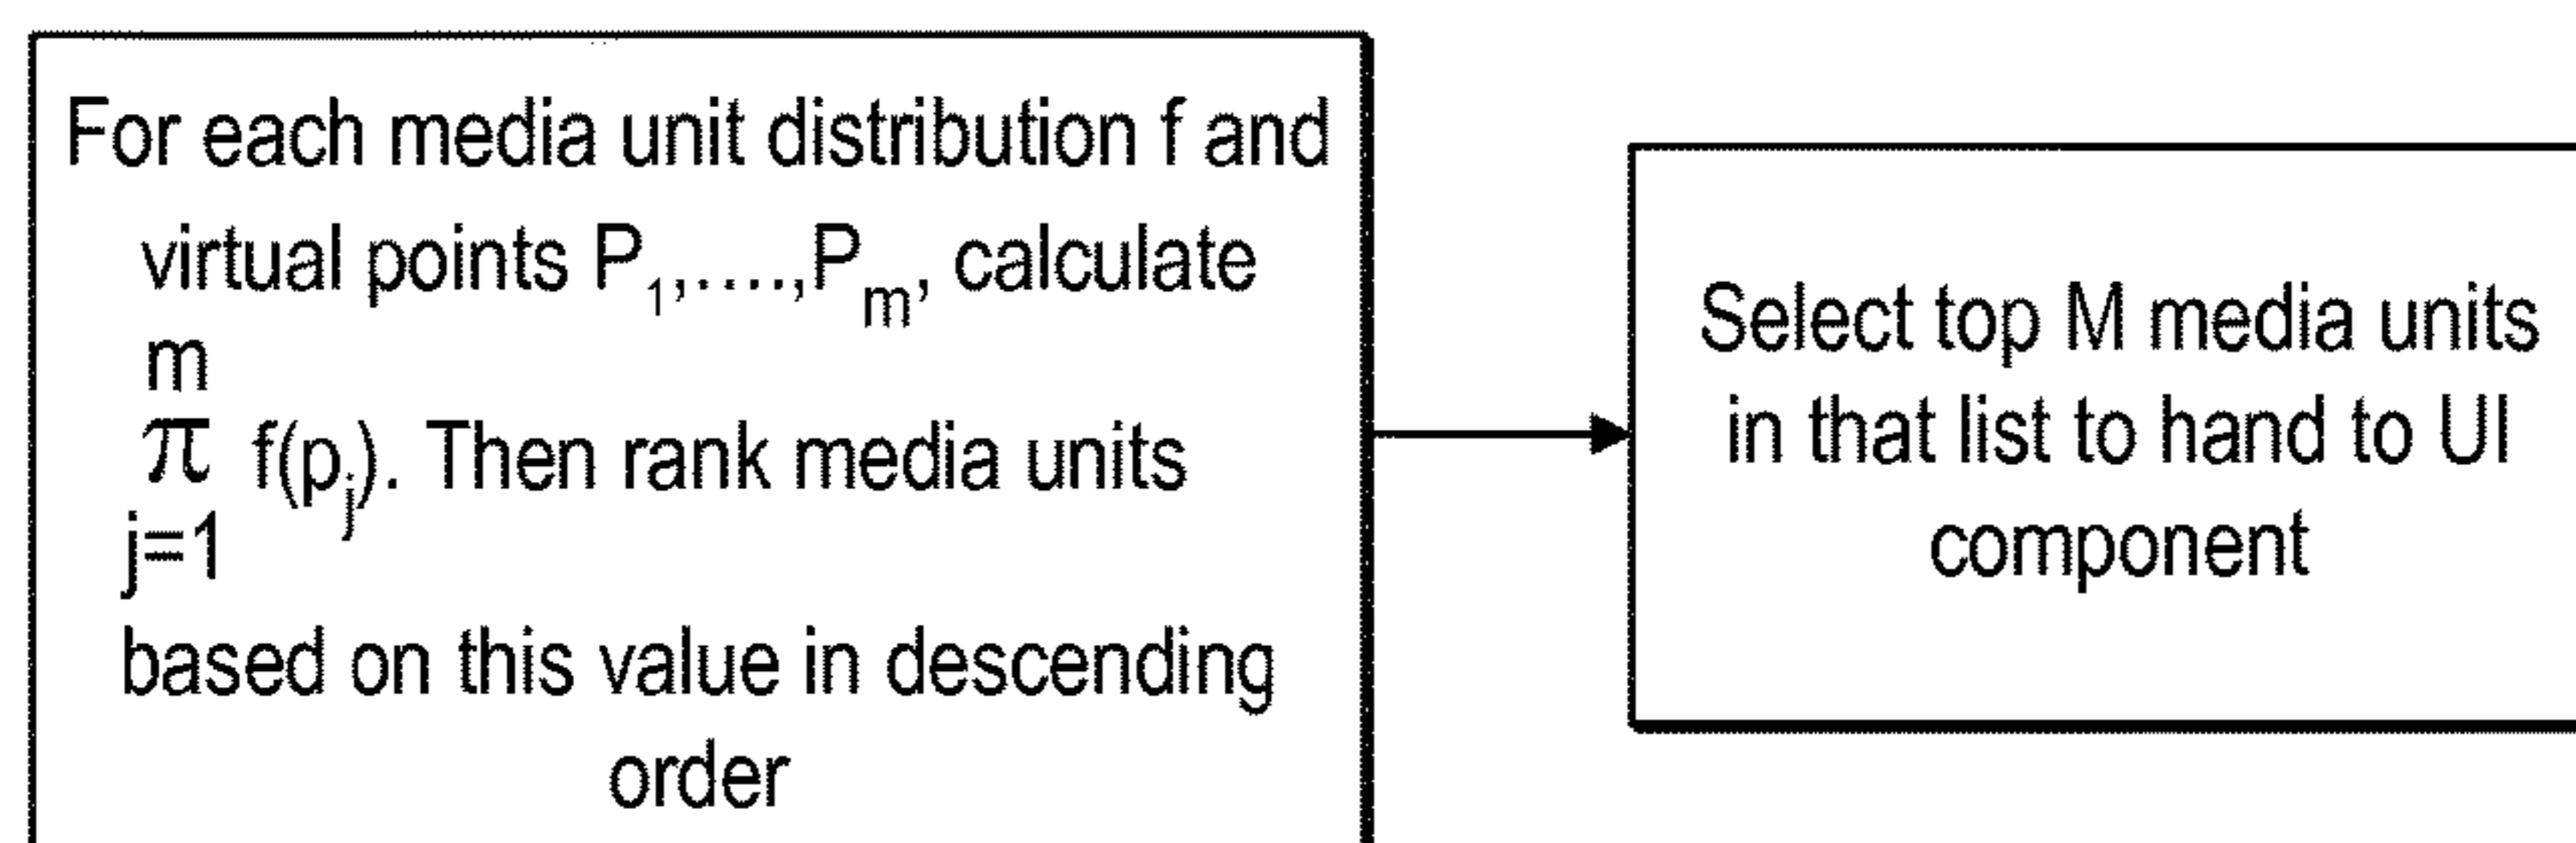 For each media unit distribution f and
virtual points P₁,....,Pₘ, calculate
m
π f(pⱼ). Then rank media units
j=1
based on this value in descending
order
Select top M media units
in that list to hand to UI
component